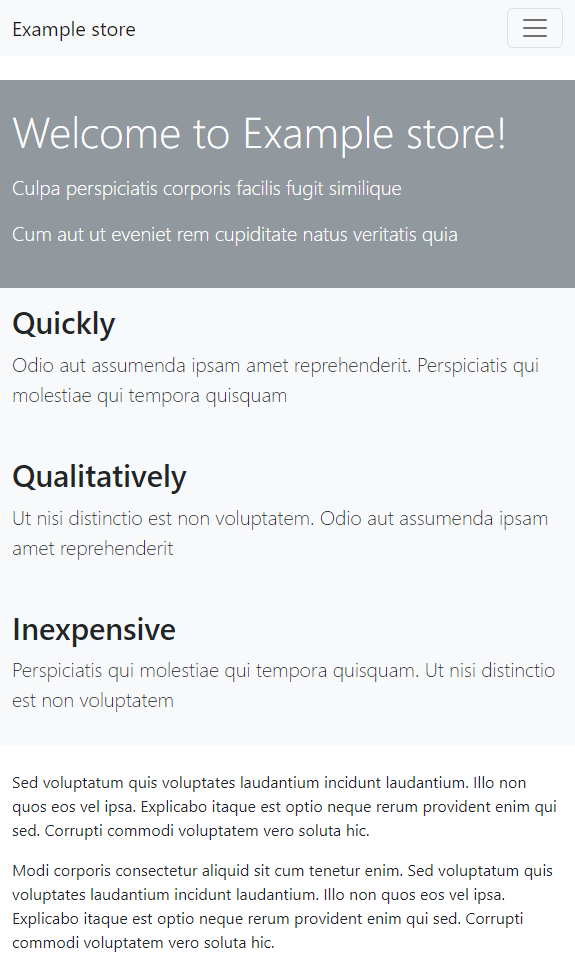 Example store
Welcome to Example store!
Culpa perspiciatis corporis facilis fugit similique
Cum aut ut eveniet rem cupiditate natus veritatis quia
Quickly
Odio aut assumenda ipsam amet reprehenderit. Perspiciatis qui
molestiae qui tempora quisquam
Qualitatively
Ut nisi distinctio est non voluptatem. Odio aut assumenda ipsam
amet reprehenderit
Inexpensive
Perspiciatis qui molestiae qui tempora quisquam. Ut nisi distinctio
est non voluptatem
Sed voluptatum quis voluptates laudantium incidunt laudantium. Illo non
quos eos vel ipsa. Explicabo itaque est optio neque rerum provident enim qui
sed. Corrupti commodi voluptatem vero soluta hic.
Modi corporis consectetur aliquid sit cum tenetur enim. Sed voluptatum quis
voluptates laudantium incidunt laudantium. Illo non quos eos vel ipsa.
Explicabo itaque est optio neque rerum provident enim qui sed. Corrupti
commodi voluptatem vero soluta hic.